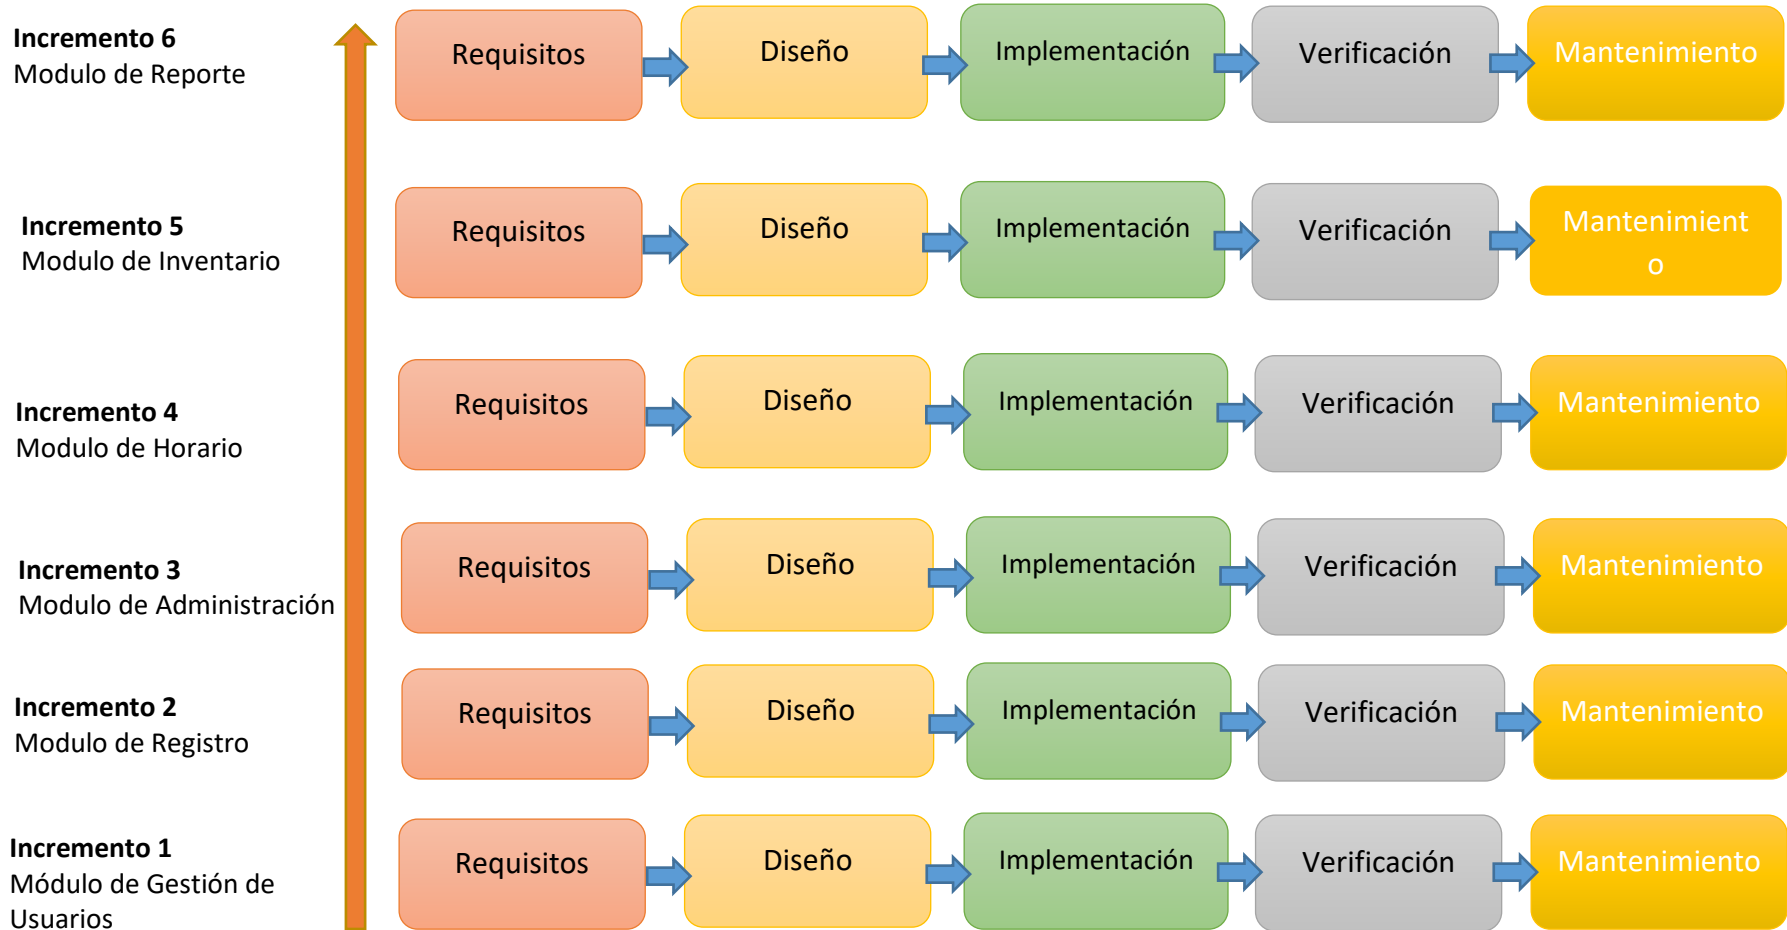 Incremento 6
Modulo de Reporte
Requisitos
Diseño
Implementación
Verificación
Mantenimiento
Incremento 5
Modulo de Inventario
Requisitos
Diseño
Implementación
Verificación
Mantenimient
o
Incremento 4
Modulo de Horario
Requisitos
Diseño
Implementación
Verificación
Mantenimiento
Incremento 3
Modulo de Administración
Requisitos
Diseño
Implementación
Verificación
Mantenimiento
Incremento 2
Modulo de Registro
Requisitos
Diseño
Implementación
Verificación
Mantenimiento
Incremento 1
Módulo de Gestión de
Usuarios
Requisitos
Diseño
Implementación
Verificación
Mantenimiento